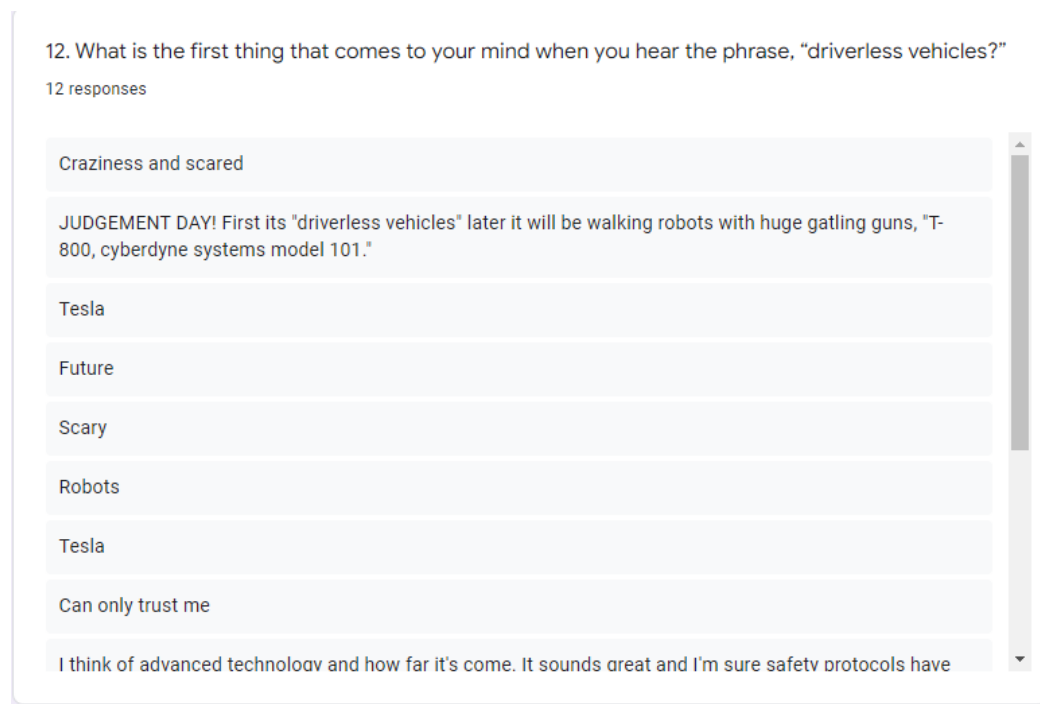 12. What is the first thing that comes to your mind when you hear the phrase, “driverless vehicles?”
12 responses
Craziness and scared
JUDGEMENT DAY! First its "driverless vehicles" later it will be walking robots with huge gatling guns, "T-
800, cyberdyne systems model 101."
Tesla
Future
Scary
Robots
Tesla
Can only trust me
I think of advanced technology and how far it's come. It sounds great and I'm sure safety protocols have